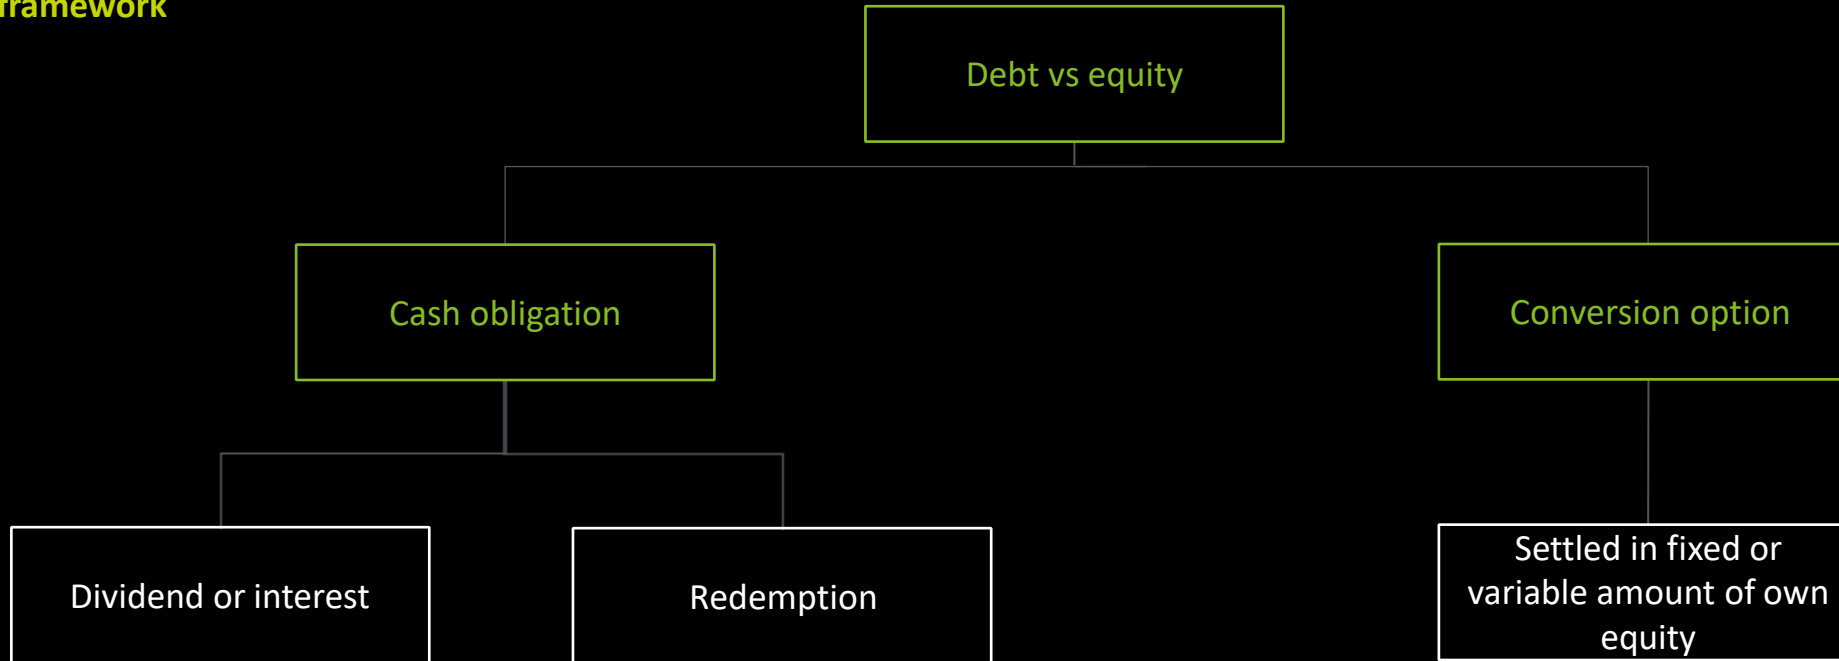 framework
Debt vs equity
Cash obligation
Conversion option
Dividend or interest
Redemption
Settled in fixed or
variable amount of own
equity